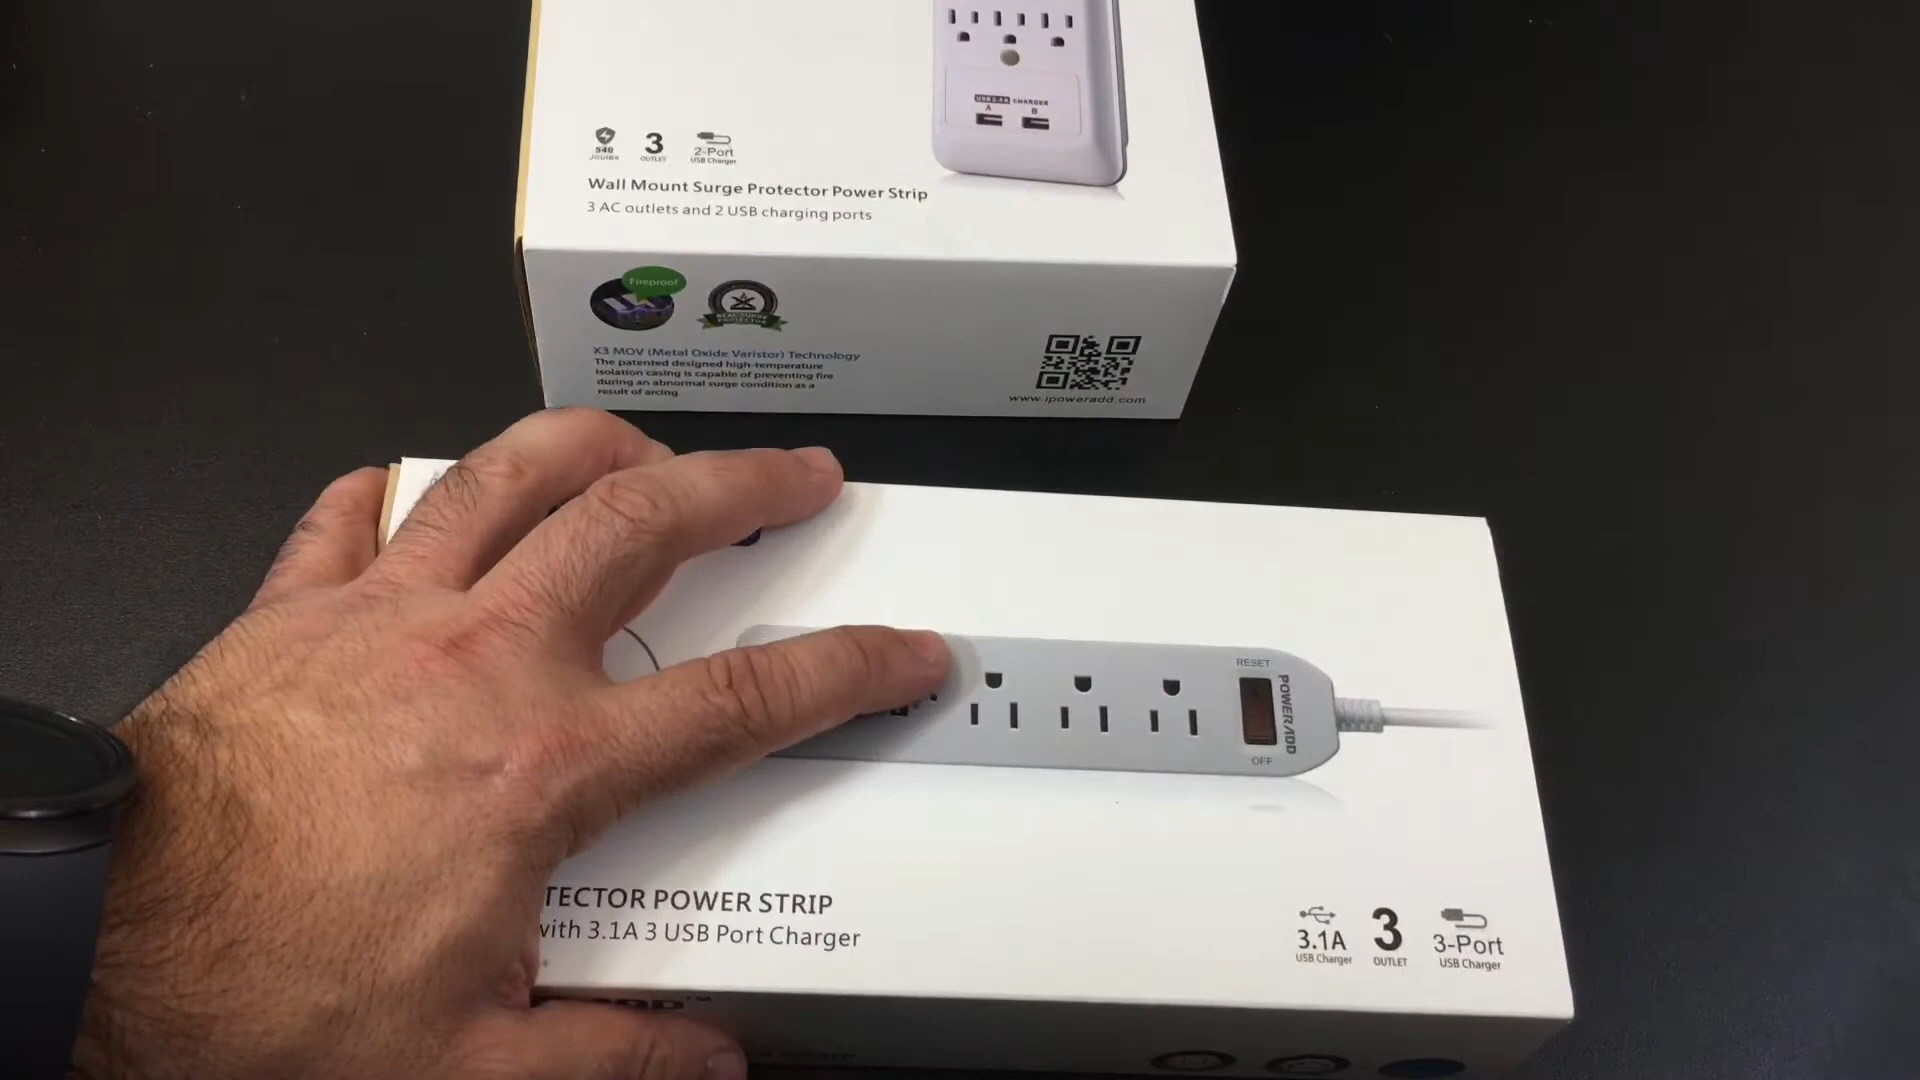 USB 2.4A CHARGER
A B
540 JOULES
3 OUTLET
2-Port USB Charger
Wall Mount Surge Protector Power Strip
3 AC outlets and 2 USB charging ports
Fireproof
REAL SURGE PROTECTOR
X3 MOV (Metal Oxide Varistor) Technology
The patented designed high-temperature
isolation casing is capable of preventing fire
during an abnormal surge condition as a
result of arcing
www.ipoweradd.com
RESET
POWERADD
OFF
TECTOR POWER STRIP
with 3.1A 3 USB Port Charger
3.1A USB Charger
3 OUTLET
3-Port USB Charger